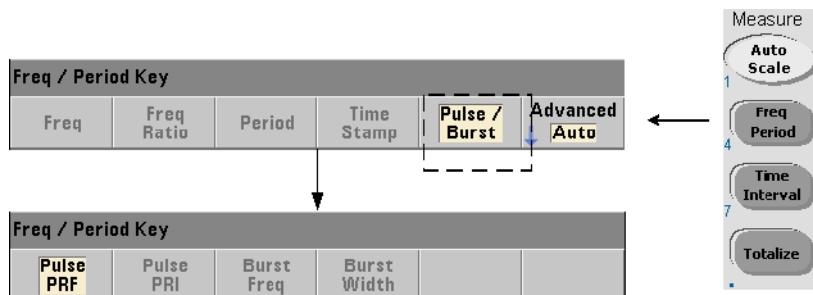 Measure
Auto
Scale
1
Freq
Period
4
Time
Interval
7
Totalize
.
Freq / Period Key
Freq
Freq
Ratio
Period
Time
Stamp
Pulse /
Burst
Advanced
Auto
Freq / Period Key
Pulse
PRF
Pulse
PRI
Burst
Freq
Burst
Width